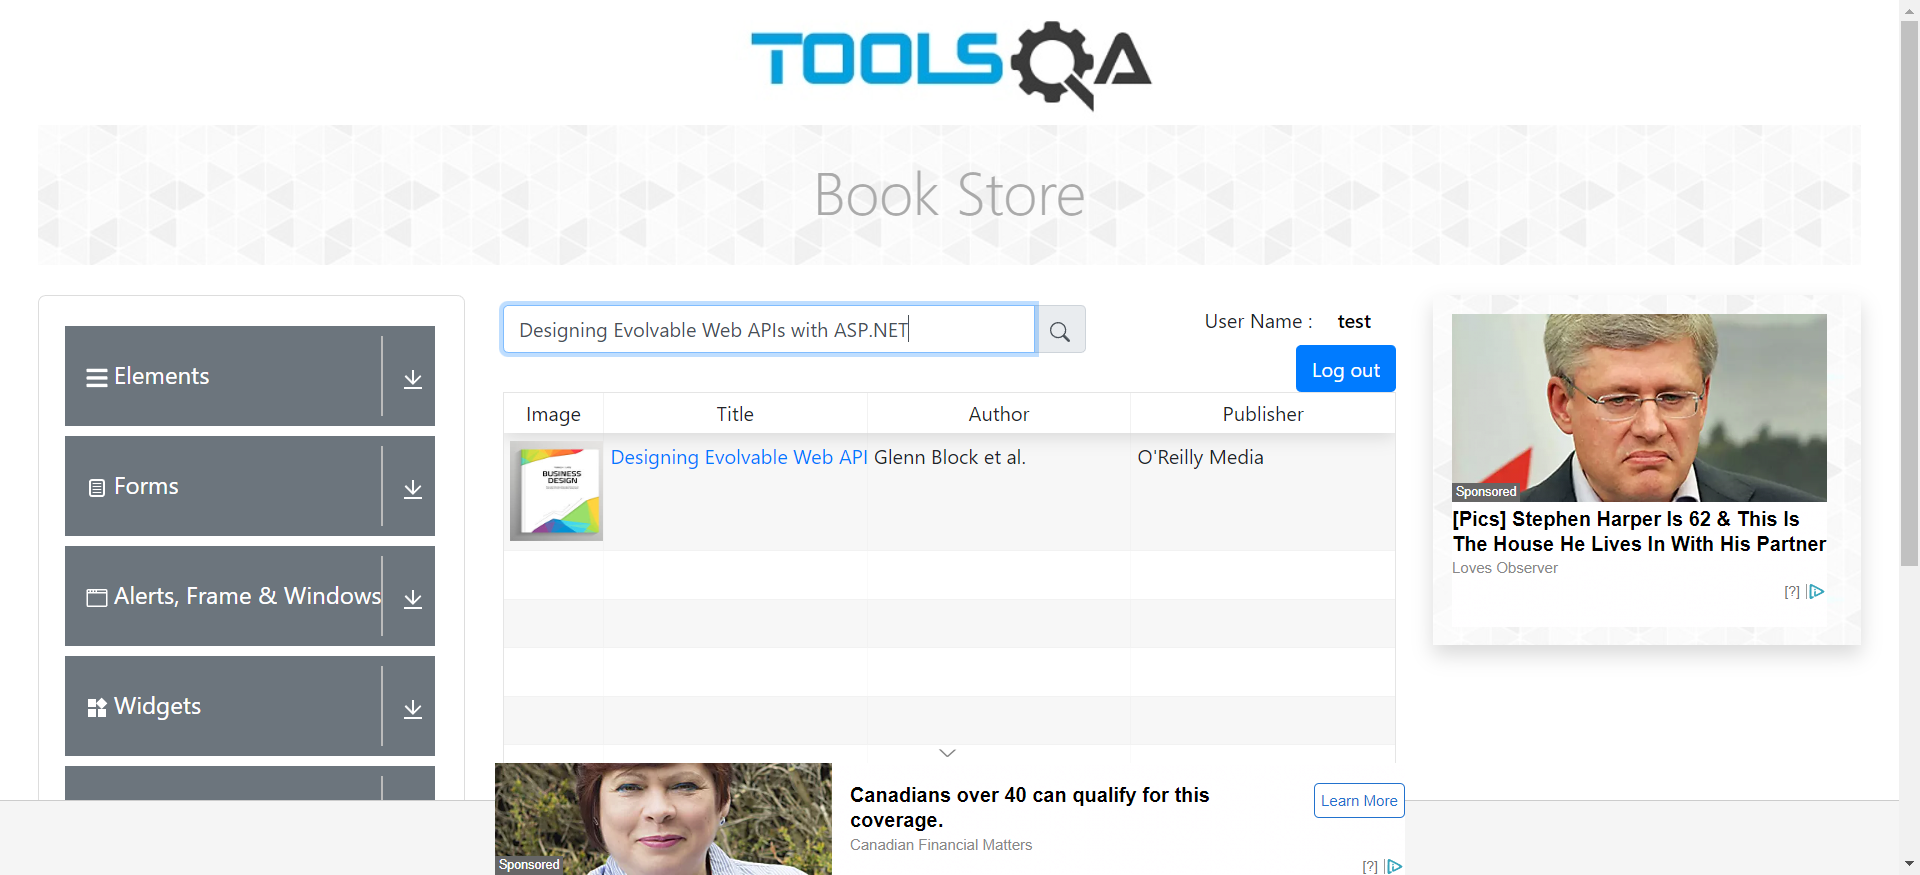 TOOLSQA
Book Store
Elements
Forms
Alerts, Frame & Windows
Widgets
Designing Evolvable Web APIs with ASP.NET
User Name : test
Log out
Image Title Author Publisher
BUSINESS
DESIGN
Designing Evolvable Web API Glenn Block et al. O'Reilly Media
Sponsored
[Pics] Stephen Harper Is 62 & This Is
The House He Lives In With His Partner
Loves Observer
[?]
Canadians over 40 can qualify for this
coverage.
Canadian Financial Matters
Learn More
Sponsored
[?]